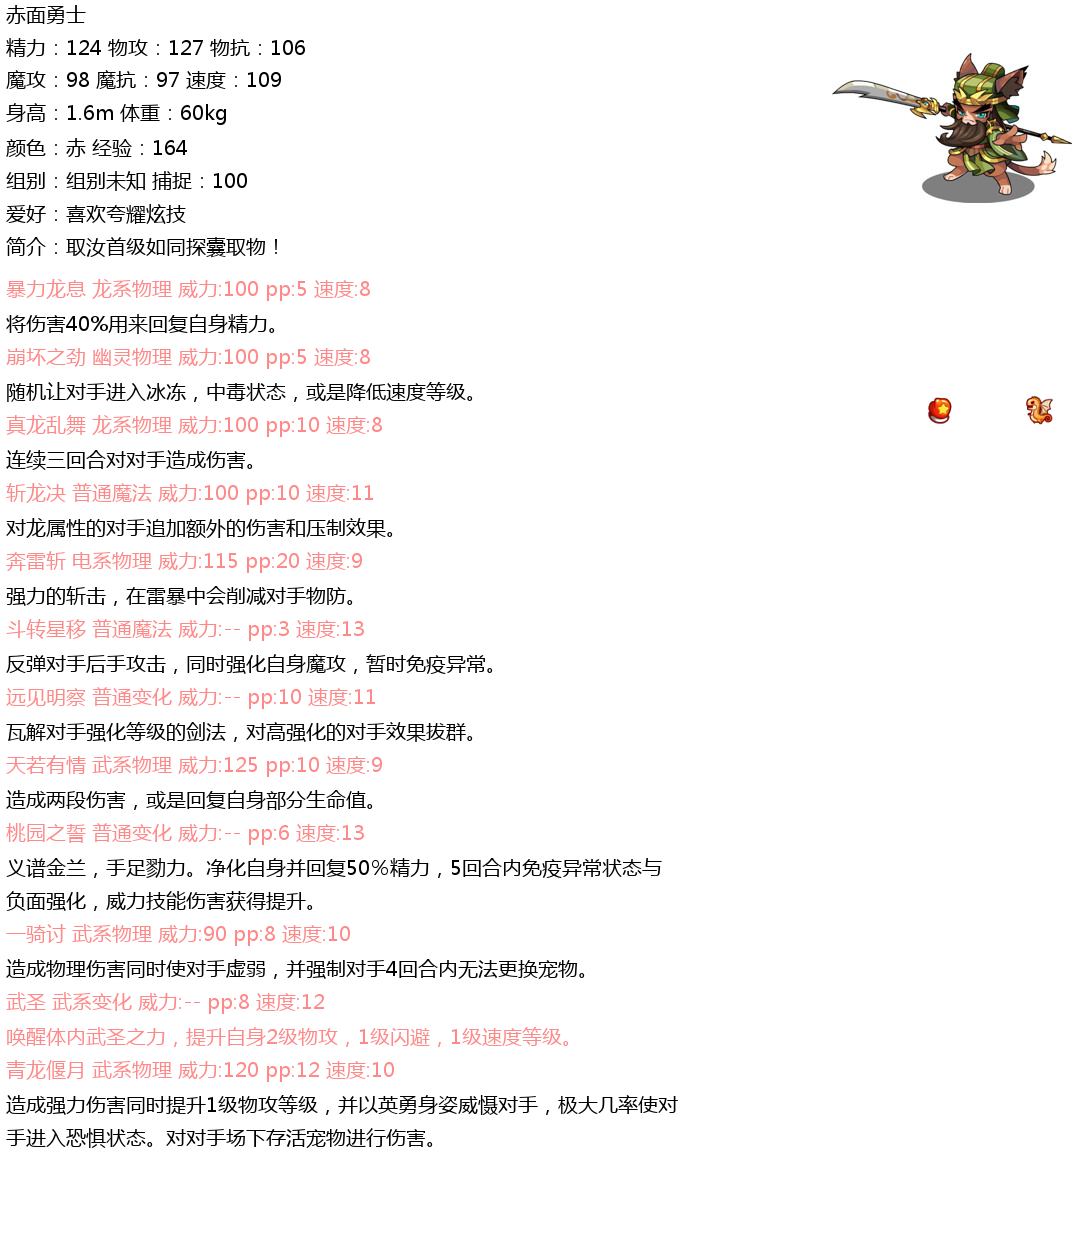 赤面勇士
精力：124 物攻：127 物抗：106
魔攻：98 魔抗：97 速度：109
身高：1.6m 体重：60kg
颜色：赤 经验：164
组别：组别未知 捕捉：100
爱好：喜欢夸耀炫技
简介：取汝首级如同探囊取物！
暴力龙息 龙系物理 威力:100 pp:5 速度:8
将伤害40%用来回复自身精力。
崩坏之劲 幽灵物理 威力:100 pp:5 速度:8
随机让对手进入冰冻，中毒状态，或是降低速度等级。
真龙乱舞 龙系物理 威力:100 pp:10 速度:8
连续三回合对对手造成伤害。
斩龙决 普通魔法 威力:100 pp:10 速度:11
对龙属性的对手追加额外的伤害和压制效果。
奔雷斩 电系物理 威力:115 pp:20 速度:9
强力的斩击，在雷暴中会削减对手物防。
斗转星移 普通魔法 威力:-- pp:3 速度:13
反弹对手后手攻击，同时强化自身魔攻，暂时免疫异常。
远见明察 普通变化 威力:-- pp:10 速度:11
瓦解对手强化等级的剑法，对高强化的对手效果拔群。
天若有情 武系物理 威力:125 pp:10 速度:9
造成两段伤害，或是回复自身部分生命值。
桃园之誓 普通变化 威力:-- pp:6 速度:13
义谱金兰，手足勠力。净化自身并回复50%精力，5回合内免疫异常状态与
负面强化，威力技能伤害获得提升。
一骑讨 武系物理 威力:90 pp:8 速度:10
造成物理伤害同时使对手虚弱，并强制对手4回合内无法更换宠物。
武圣 武系变化 威力:-- pp:8 速度:12
唤醒体内武圣之力，提升自身2级物攻，1级闪避，1级速度等级。
青龙偃月 武系物理 威力:120 pp:12 速度:10
造成强力伤害同时提升1级物攻等级，并以英勇身姿威慑对手，极大几率使对
手进入恐惧状态。对对手场下存活宠物进行伤害。